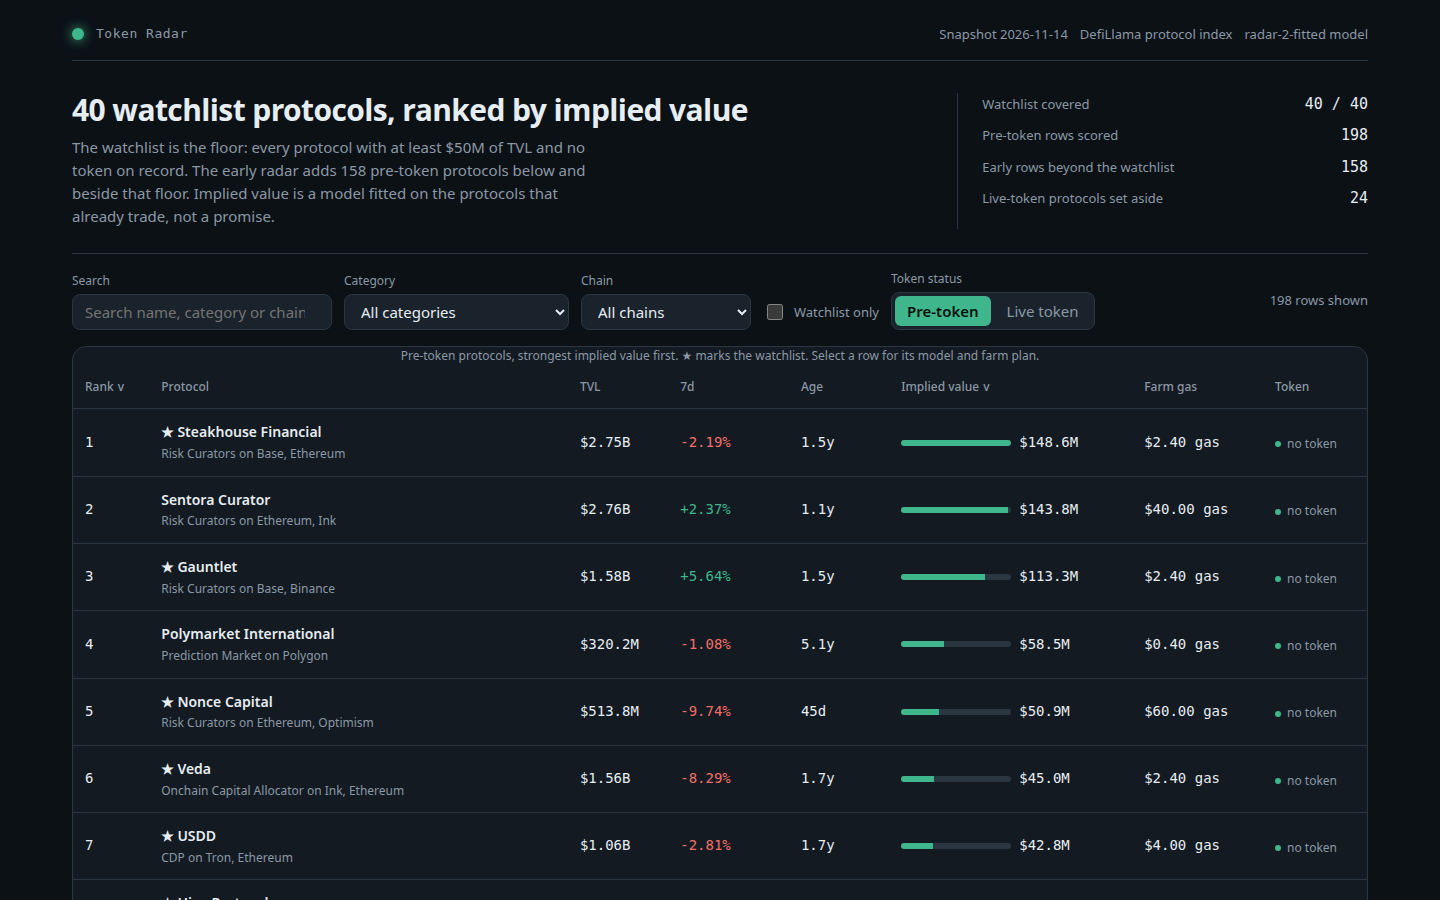 Token Radar
Snapshot 2026-11-14 DefiLlama protocol index radar-2-fitted model
40 watchlist protocols, ranked by implied value
The watchlist is the floor: every protocol with at least $50M of TVL and no
token on record. The early radar adds 158 pre-token protocols below and
beside that floor. Implied value is a model fitted on the protocols that
already trade, not a promise.
Watchlist covered 40 / 40
Pre-token rows scored 198
Early rows beyond the watchlist 158
Live-token protocols set aside 24
Search
Search name, category or chain
Category
All categories
Chain
All chains
Watchlist only
Token status
Pre-token Live token
198 rows shown
Pre-token protocols, strongest implied value first. ★ marks the watchlist. Select a row for its model and farm plan.
Rank v Protocol TVL 7d Age Implied value v Farm gas Token
1 ★ Steakhouse Financial $2.75B -2.19% 1.5y $148.6M $2.40 gas no token
Risk Curators on Base, Ethereum
2 Sentora Curator $2.76B +2.37% 1.1y $143.8M $40.00 gas no token
Risk Curators on Ethereum, Ink
3 ★ Gauntlet $1.58B +5.64% 1.5y $113.3M $2.40 gas no token
Risk Curators on Base, Binance
4 Polymarket International $320.2M -1.08% 5.1y $58.5M $0.40 gas no token
Prediction Market on Polygon
5 ★ Nonce Capital $513.8M -9.74% 45d $50.9M $60.00 gas no token
Risk Curators on Ethereum, Optimism
6 ★ Veda $1.56B -8.29% 1.7y $45.0M $2.40 gas no token
Onchain Capital Allocator on Ink, Ethereum
7 ★ USDD $1.06B -2.81% 1.7y $42.8M $4.00 gas no token
CDP on Tron, Ethereum